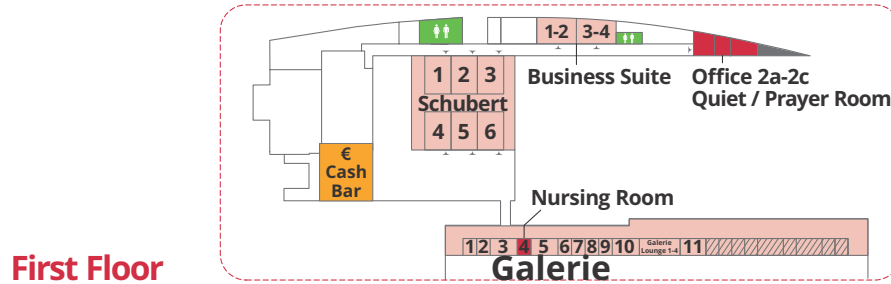 1-2 3-4
Business Suite
Office 2a-2c
Quiet / Prayer Room
1 2 3
Schubert
4 5 6
€
Cash
Bar
Nursing Room
1 2 3 4 5 6 7 8 9 10 Galerie
Lounge 1-4 11
Galerie
First Floor